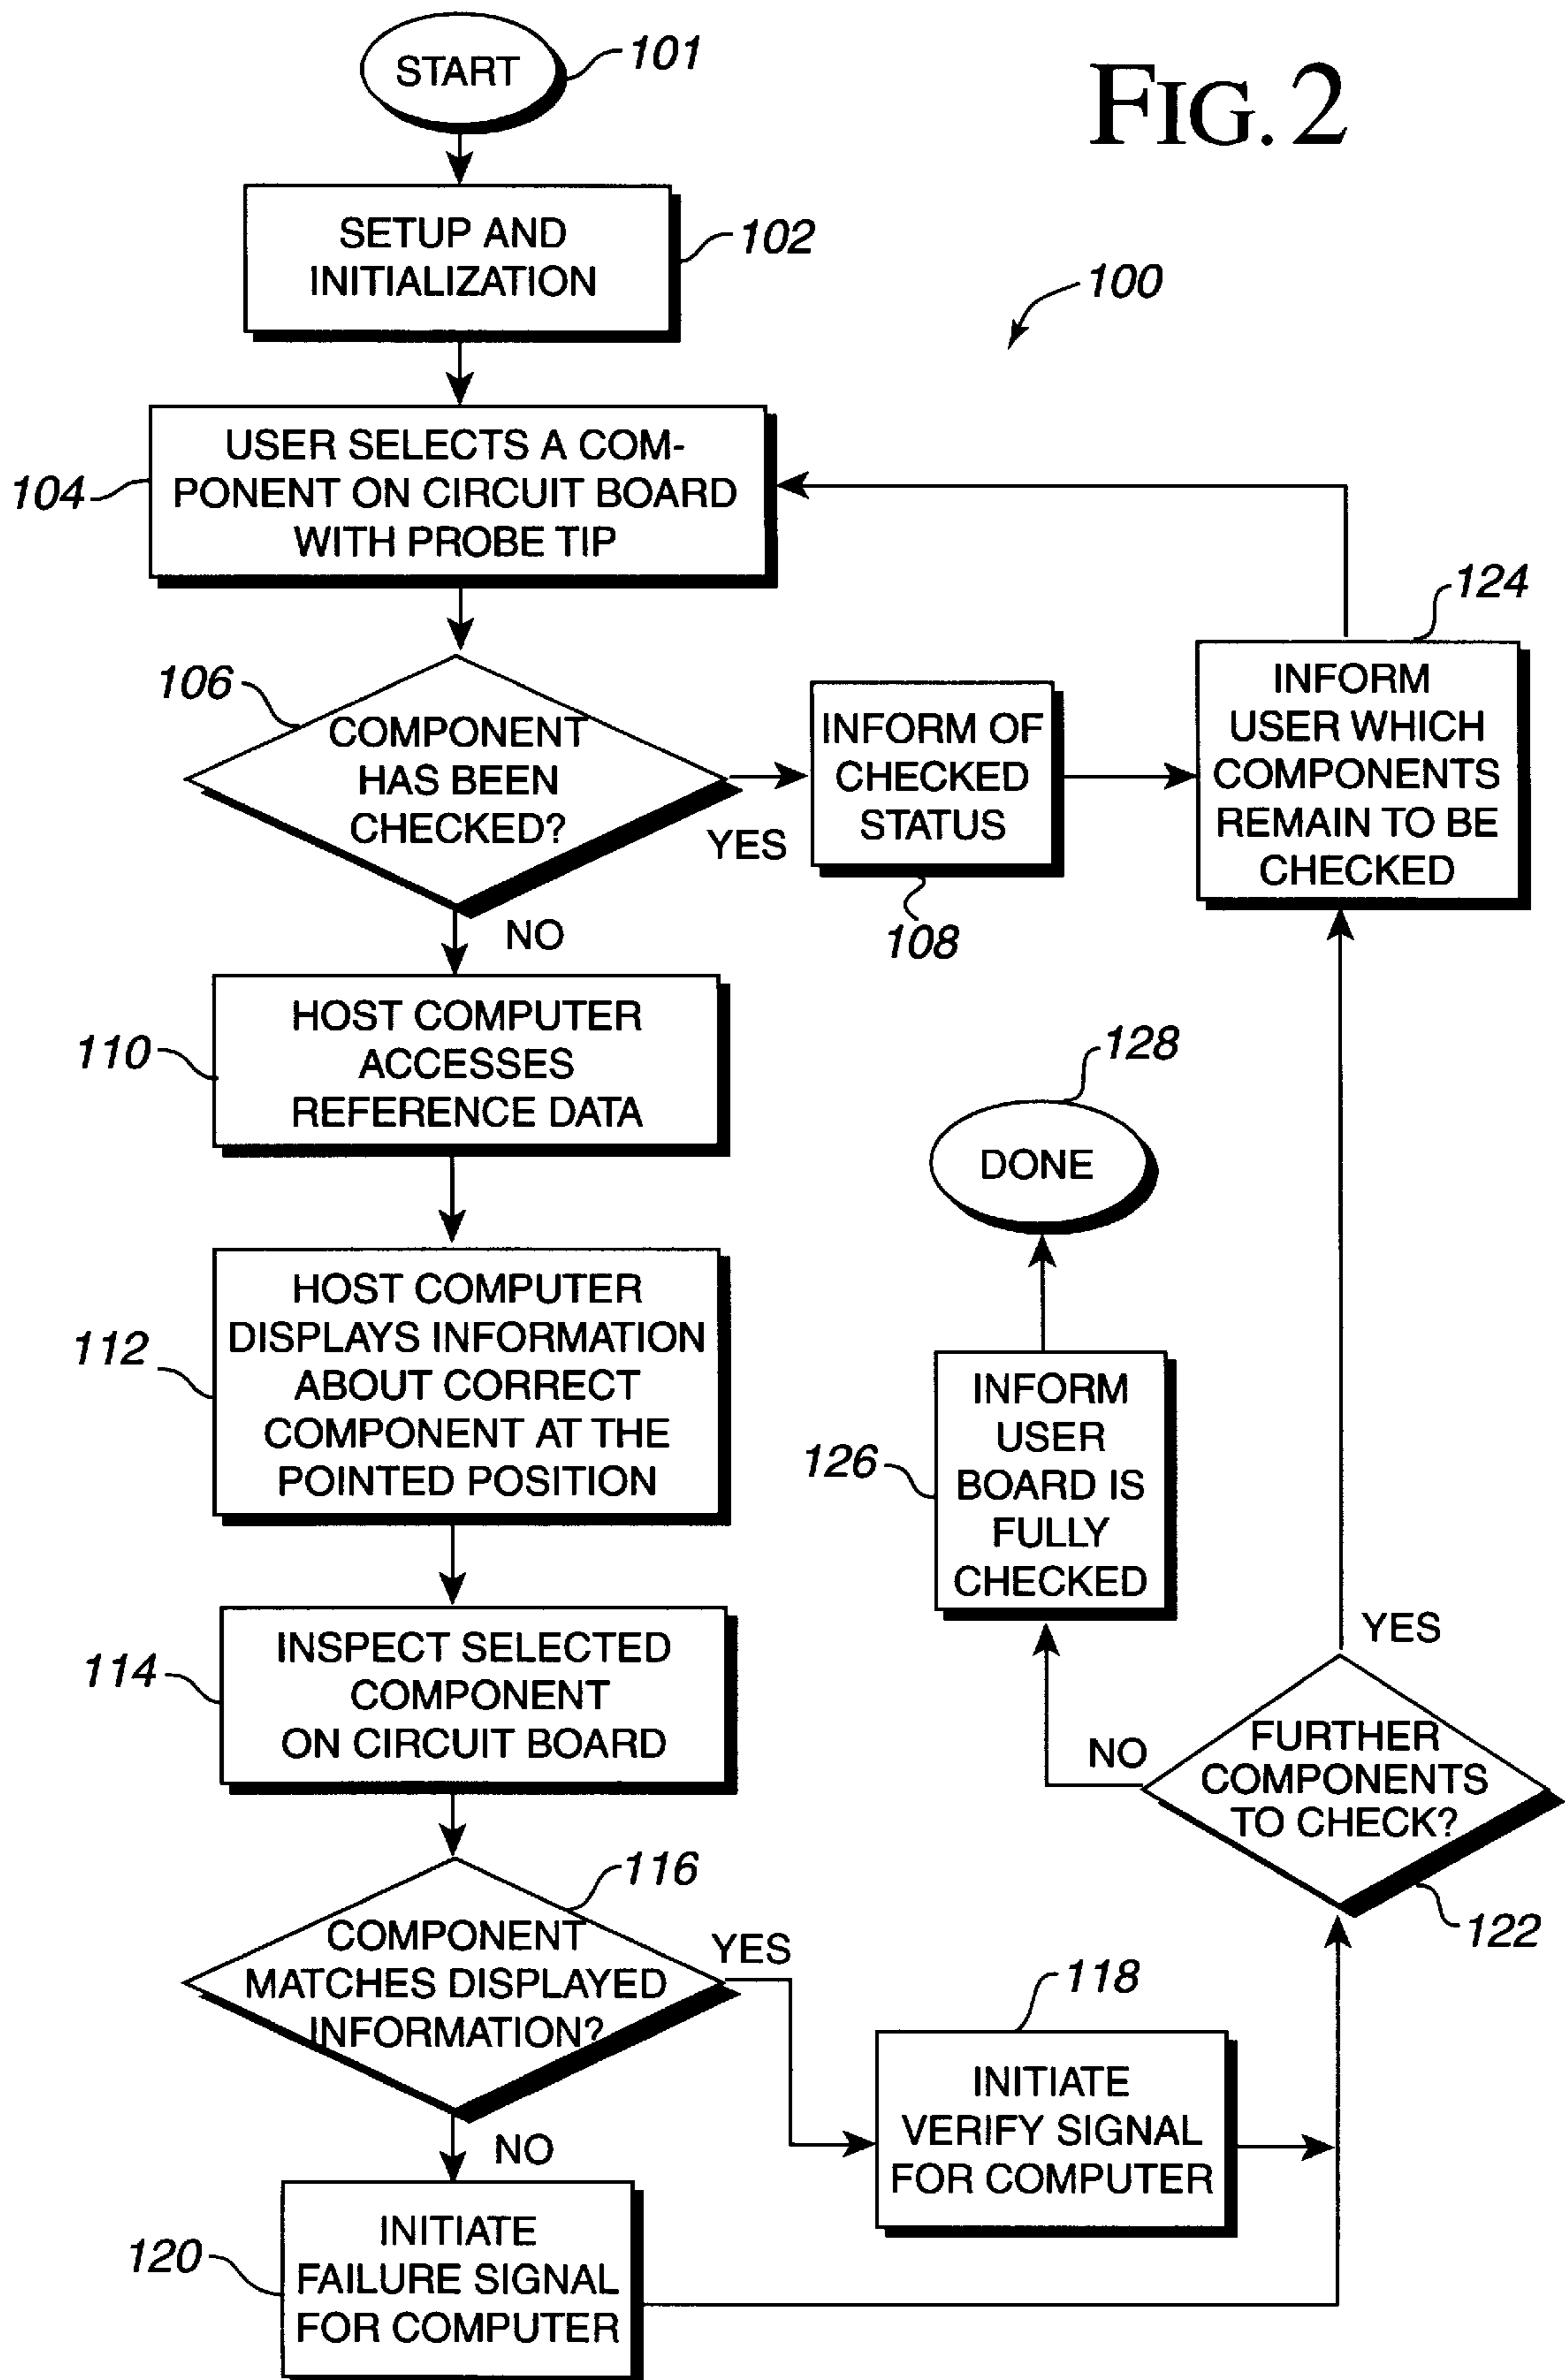 START
101
FIG. 2
SETUP AND
INITIALIZATION
102
100
USER SELECTS A COM-
PONENT ON CIRCUIT BOARD
WITH PROBE TIP
104
124
106
COMPONENT
HAS BEEN
CHECKED?
YES
NO
INFORM OF
CHECKED
STATUS
108
INFORM
USER WHICH
COMPONENTS
REMAIN TO BE
CHECKED
HOST COMPUTER
ACCESSES
REFERENCE DATA
110
128
DONE
HOST COMPUTER
DISPLAYS INFORMATION
ABOUT CORRECT
COMPONENT AT THE
POINTED POSITION
112
INFORM
USER
BOARD IS
FULLY
CHECKED
126
INSPECT SELECTED
COMPONENT
ON CIRCUIT BOARD
114
YES
NO
FURTHER
COMPONENTS
TO CHECK?
122
116
COMPONENT
MATCHES DISPLAYED
INFORMATION?
YES
NO
118
INITIATE
VERIFY SIGNAL
FOR COMPUTER
120
INITIATE
FAILURE SIGNAL
FOR COMPUTER